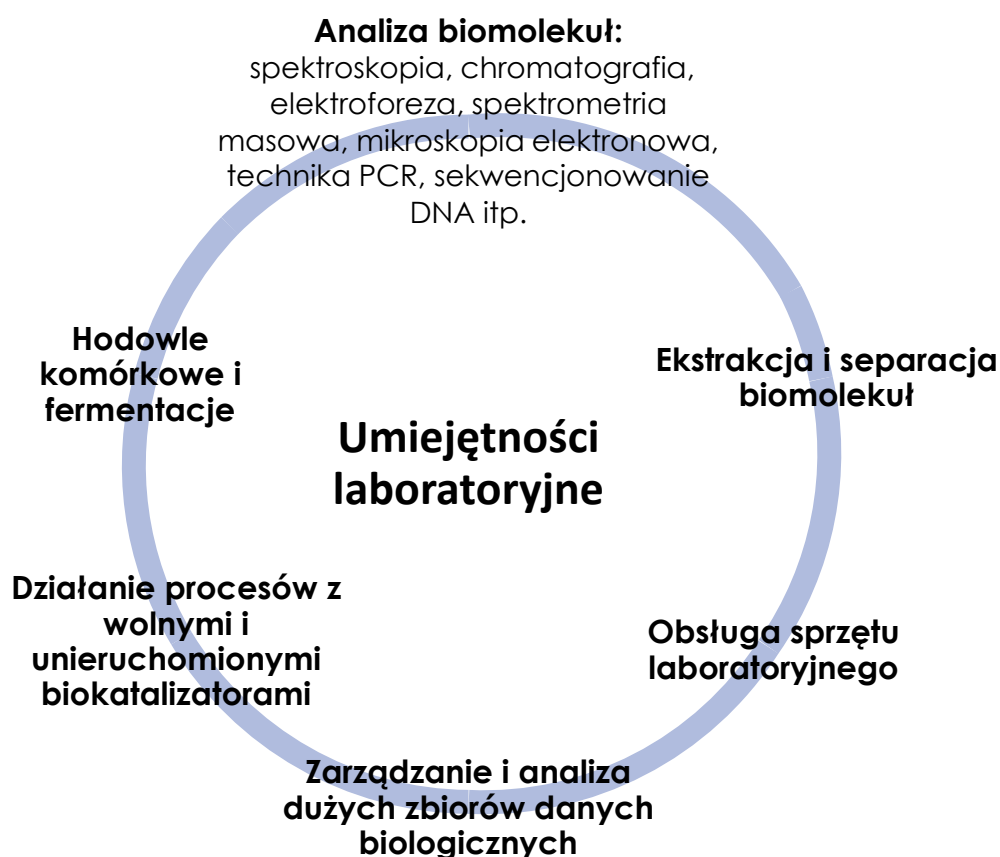 Analiza biomolekuł:
spektroskopia, chromatografia,
elektroforeza, spektrometria
masowa, mikroskopia elektronowa,
technika PCR, sekwencjonowanie
DNA itp.
Ekstrakcja i separacja
biomolekuł
Obsługa sprzętu
laboratoryjnego
Zarządzanie i analiza
dużych zbiorów danych
biologicznych
Działanie procesów z
wolnymi i
unieruchomionymi
biokatalizatorami
Hodowle
komórkowe i
fermentacje
Umiejętności
laboratoryjne